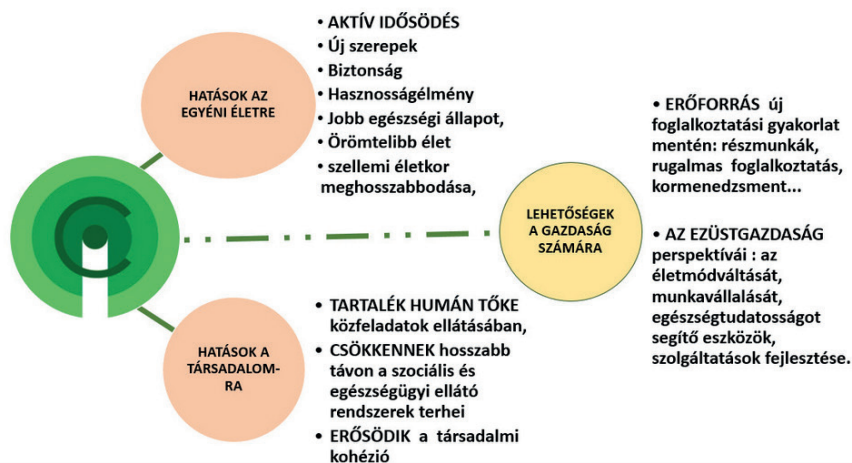 HATÁSOK AZ
EGYÉNI ÉLETRE
• AKTÍV IDŐSÖDÉS
• Új szerepek
• Biztonság
• Hasznosságélmény
• Jobb egészségi állapot,
• Örömtelibb élet
• szellemi életkor
meghosszabbodása,
HATÁSOK A
TÁRSADALOM-
RA
• TARTALÉK HUMÁN TŐKE
közfeladatok ellátásában,
• CSÖKKENNEK hosszabb
távon a szociális és
egészségügyi ellátó
rendszerek terhei
• ERŐSÖDIK a társadalmi
kohézió
LEHETŐSÉGEK
A GAZDASÁG
SZÁMÁRA
• ERŐFORRÁS új
foglalkoztatási gyakorlat
mentén: részmunkák,
rugalmas foglalkoztatás,
kormenedzsment...
• AZ EZÜSTGAZDASÁG
perspektívái : az
életmódváltását,
munkavállalását,
egészségtudatosságot
segítő eszközök,
szolgáltatások fejlesztése.